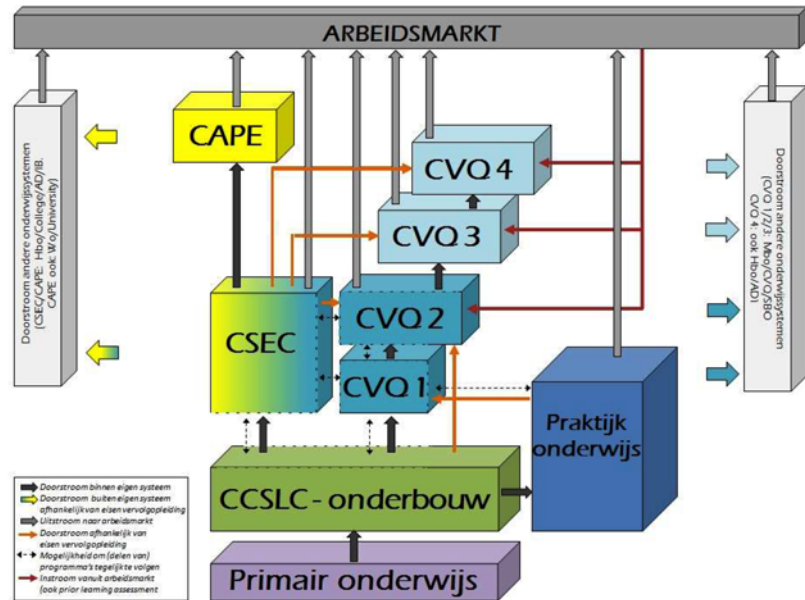 ARBEIDSMARKT
Doorstroom andere onderwijssystemen
(CSEC/CAPE: Hbo/College/AD/IB.
CAPE ook: Wo/University)
CAPE
CVQ 4
CVQ 3
CSEC
CVQ 2
CVQ 1
Praktijk
onderwijs
CCSLC - onderbouw
Primair onderwijs
Doorstroom andere onderwijssystemen
(CVQ 1/2/3: Mbo/CVQ/SBO
CVQ 4: ook Hbo/AD)
Doorstroom binnen eigen systeem
Doorstroom buiten eigen systeem
afhankelijk van eisen vervolgopleiding
Uitstroom naar arbeidsmarkt
Doorstroom afhankelijk van
eisen vervolgopleiding
Mogelijkheid om (delen van)
programma's tegelijk te volgen
Instroom vanuit arbeidsmarkt
(ook prior learning assessment